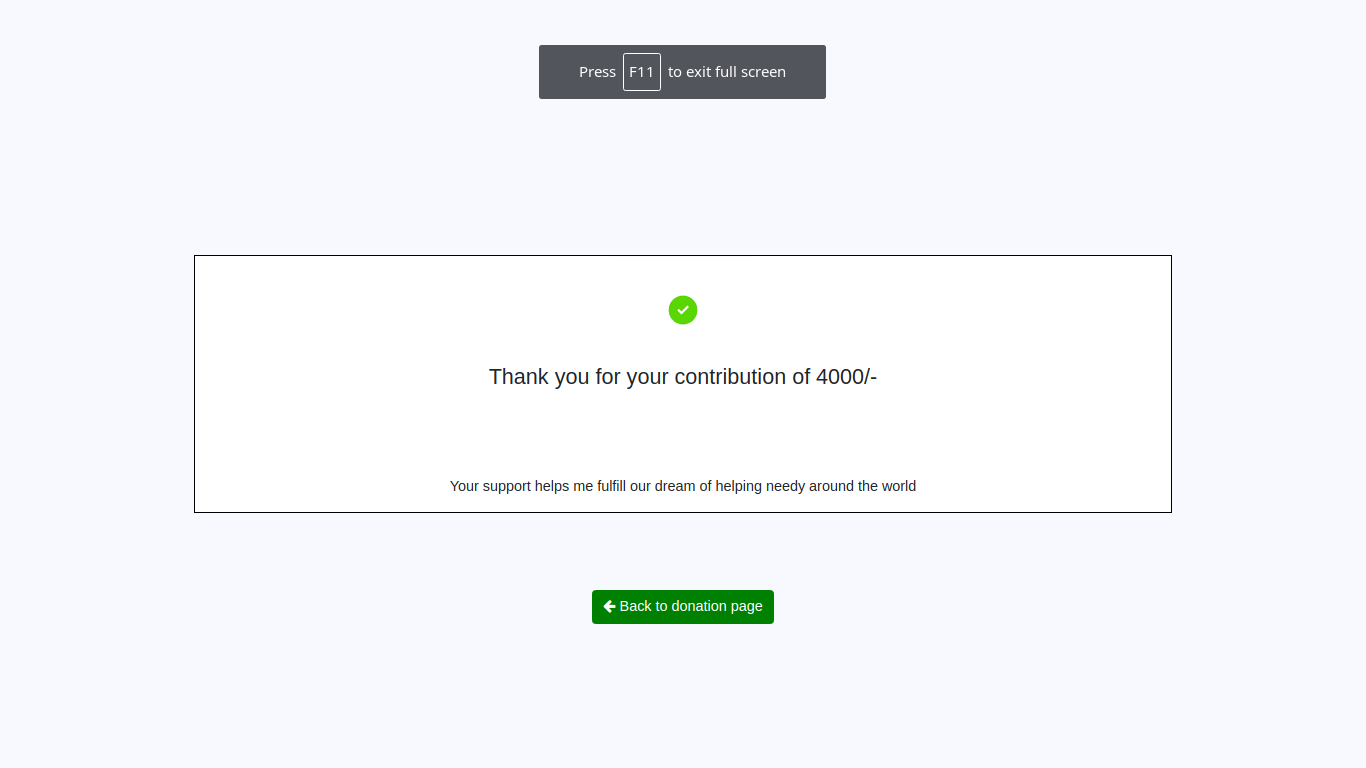 Press F11 to exit full screen
Thank you for your contribution of 4000/-
Your support helps me fulfill our dream of helping needy around the world
Back to donation page